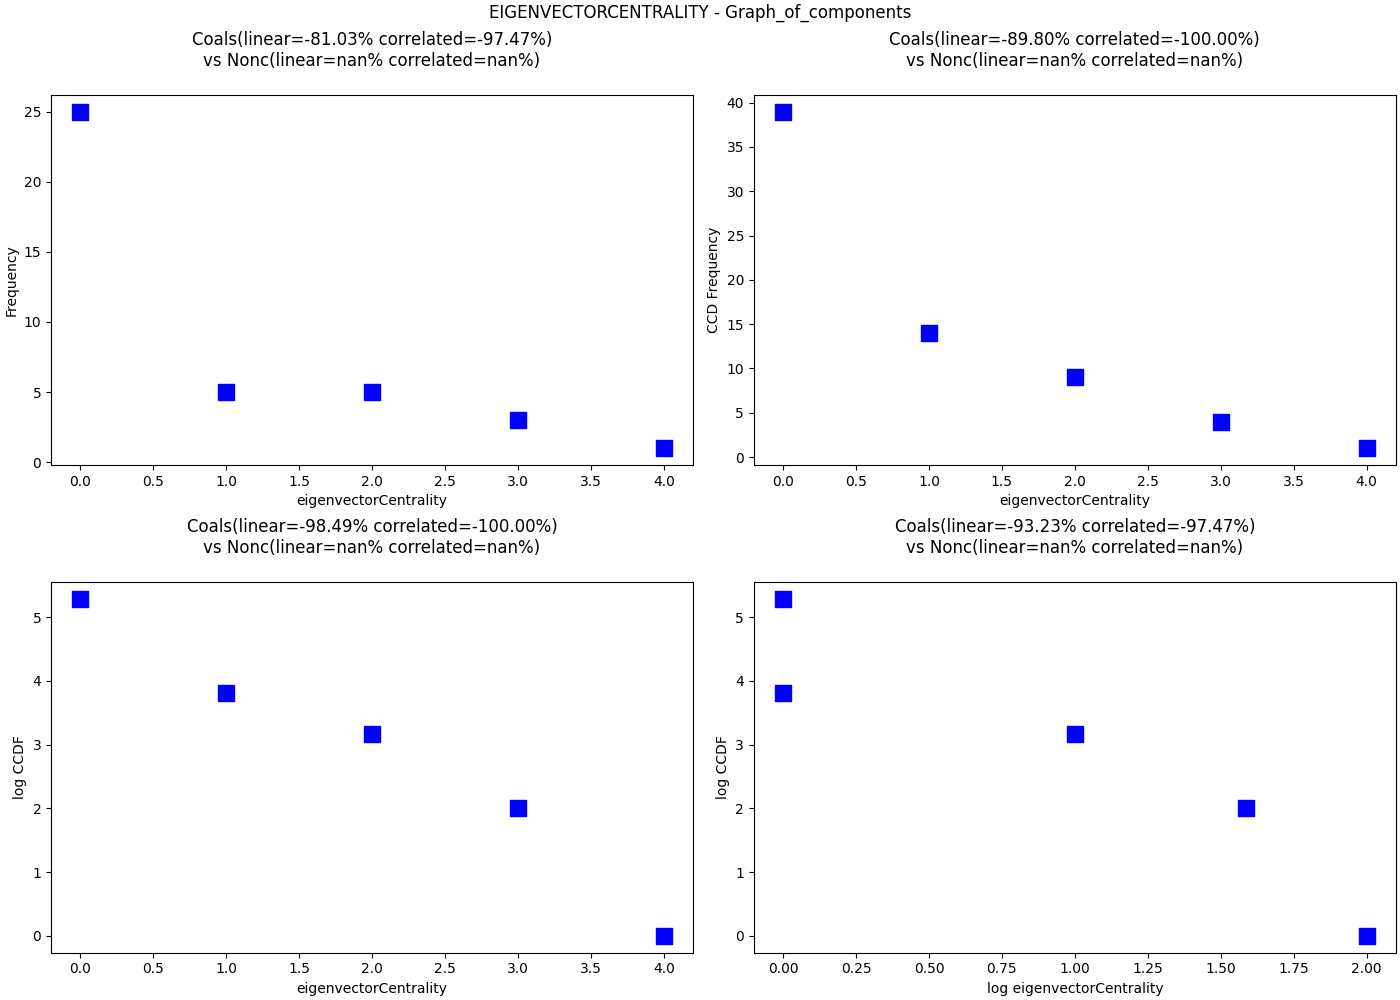 EIGENVECTORCENTRALITY - Graph_of_components
Coals(linear=-81.03% correlated=-97.47%)
vs Nonc(linear=nan% correlated=nan%)
25
20
15
10
5
0
Frequency
0.0 0.5 1.0 1.5 2.0 2.5 3.0 3.5 4.0
eigenvectorCentrality
Coals(linear=-89.80% correlated=-100.00%)
vs Nonc(linear=nan% correlated=nan%)
40
35
30
25
20
15
10
5
0
CCD Frequency
0.0 0.5 1.0 1.5 2.0 2.5 3.0 3.5 4.0
eigenvectorCentrality
Coals(linear=-98.49% correlated=-100.00%)
vs Nonc(linear=nan% correlated=nan%)
5
4
3
2
1
0
log CCDF
0.0 0.5 1.0 1.5 2.0 2.5 3.0 3.5 4.0
eigenvectorCentrality
Coals(linear=-93.23% correlated=-97.47%)
vs Nonc(linear=nan% correlated=nan%)
5
4
3
2
1
0
log CCDF
0.00 0.25 0.50 0.75 1.00 1.25 1.50 1.75 2.00
log eigenvectorCentrality